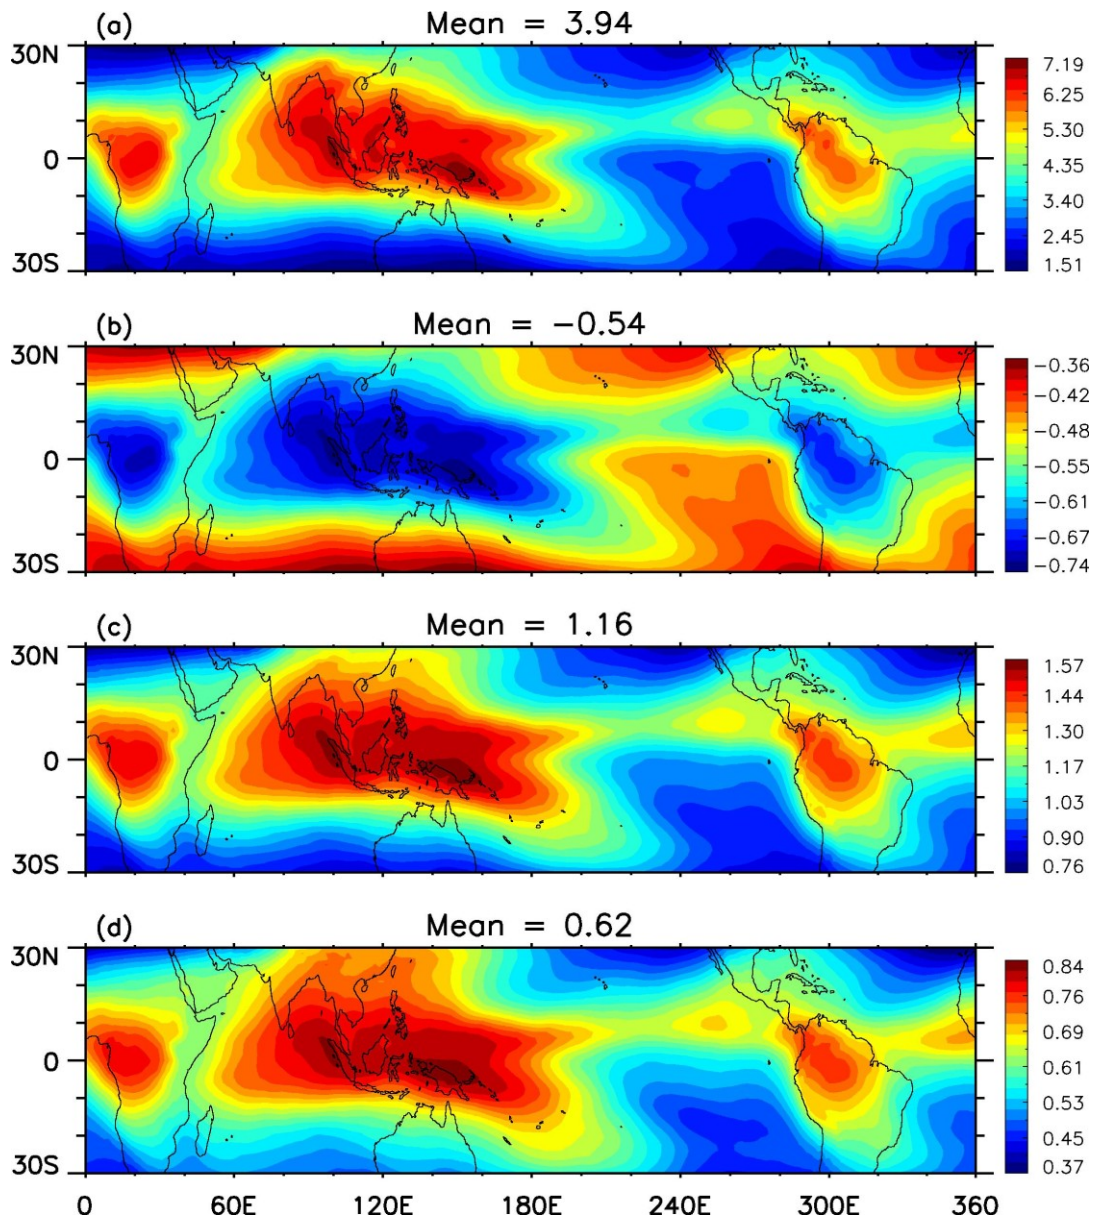 (a) Mean = 3.94
30N
0
30S
7.19
6.25
5.30
4.35
3.40
2.45
1.51
(b) Mean = −0.54
30N
0
30S
−0.36
−0.42
−0.48
−0.55
−0.61
−0.67
−0.74
(c) Mean = 1.16
30N
0
30S
1.57
1.44
1.30
1.17
1.03
0.90
0.76
(d) Mean = 0.62
30N
0
30S
0.84
0.76
0.69
0.61
0.53
0.45
0.37
0 60E 120E 180E 240E 300E 360